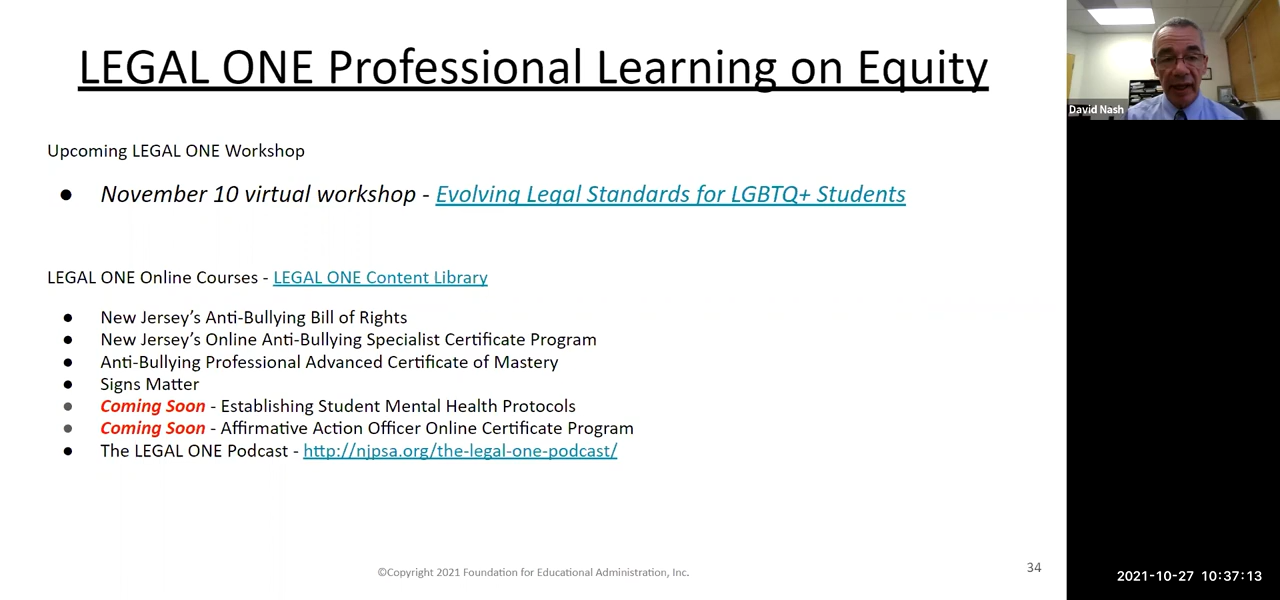 LEGAL ONE Professional Learning on Equity
David Nash
Upcoming LEGAL ONE Workshop
● November 10 virtual workshop - Evolving Legal Standards for LGBTQ+ Students
LEGAL ONE Online Courses - LEGAL ONE Content Library
● New Jersey’s Anti-Bullying Bill of Rights
● New Jersey’s Online Anti-Bullying Specialist Certificate Program
● Anti-Bullying Professional Advanced Certificate of Mastery
● Signs Matter
● Coming Soon - Establishing Student Mental Health Protocols
● Coming Soon - Affirmative Action Officer Online Certificate Program
● The LEGAL ONE Podcast - http://njpsa.org/the-legal-one-podcast/
©Copyright 2021 Foundation for Educational Administration, Inc.
34
2021-10-27 10:37:13